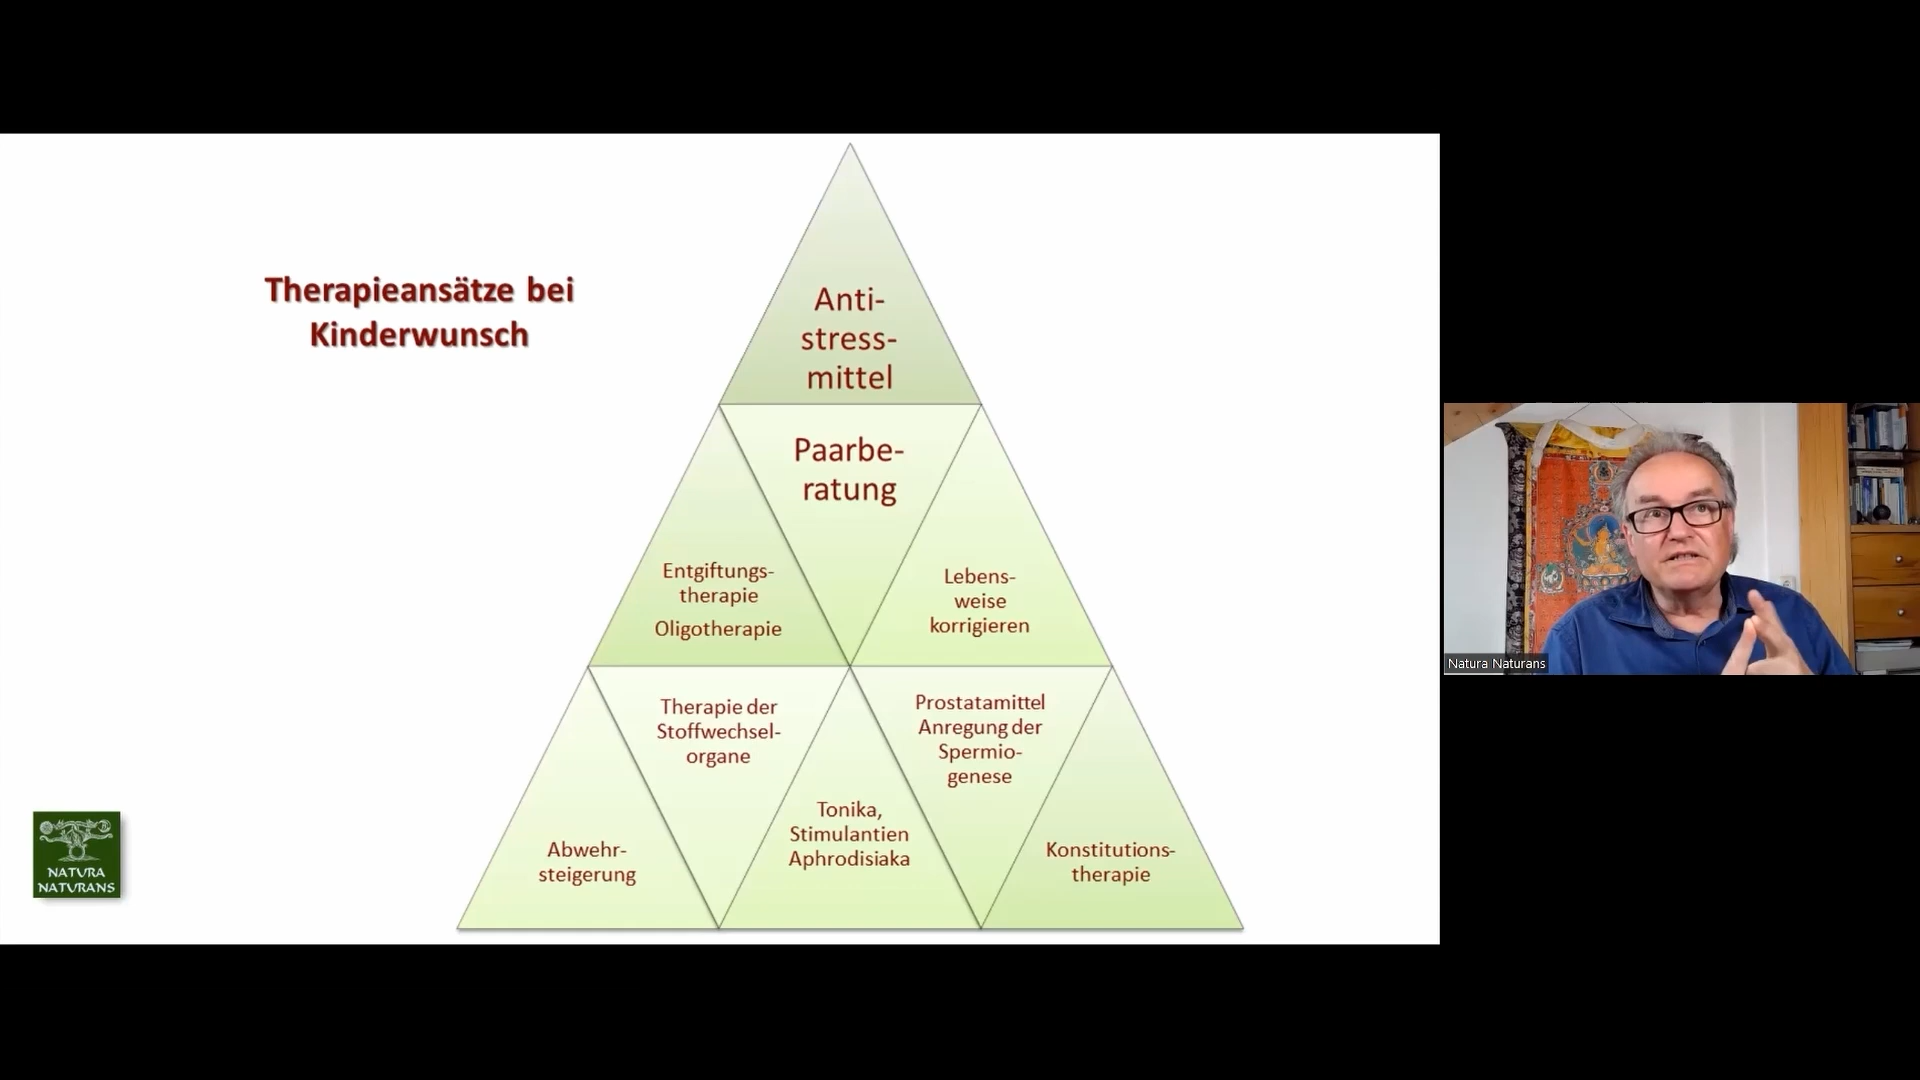 Therapieansätze bei
Kinderwunsch
Anti-
stress-
mittel
Paarbe-
ratung
Entgiftungs-
therapie
Oligotherapie
Lebens-
weise
korrigieren
Therapie der
Stoffwechsel-
organe
Prostatamittel
Anregung der
Spermio-
genese
Abwehr-
steigerung
Tonika,
Stimulantien
Aphrodisiaka
Konstitutions-
therapie
NATURA
NATURANS
Natura Naturans